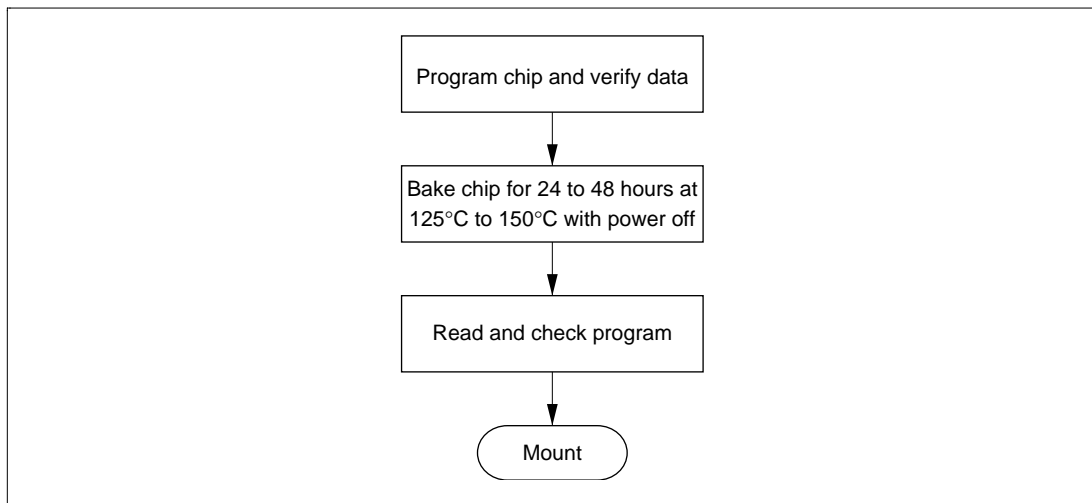 Program chip and verify data
Bake chip for 24 to 48 hours at
125°C to 150°C with power off
Read and check program
Mount